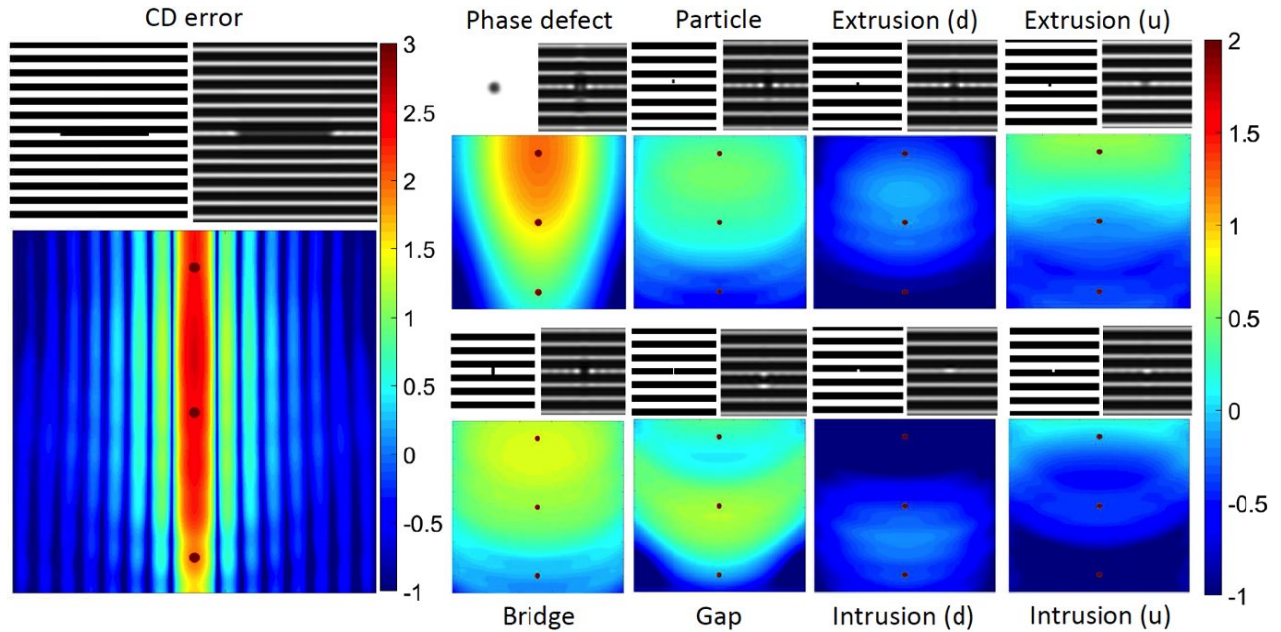 CD error
Phase defect
Particle
Extrusion (d)
Extrusion (u)
3
2.5
2
1.5
1
0.5
0
-0.5
-1
2
1.5
1
0.5
0
-0.5
-1
Bridge
Gap
Intrusion (d)
Intrusion (u)